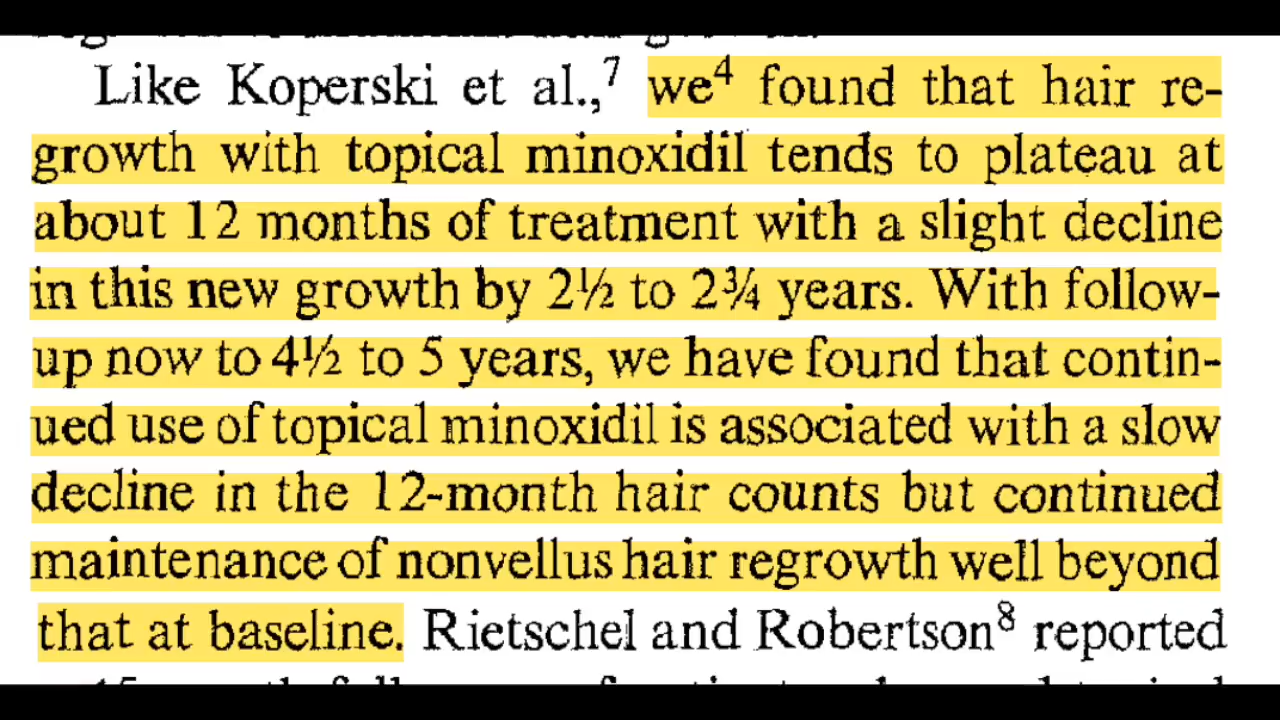 Like Koperski et al.,⁷ we⁴ found that hair re-
growth with topical minoxidil tends to plateau at
about 12 months of treatment with a slight decline
in this new growth by 2½ to 2¾ years. With follow-
up now to 4½ to 5 years, we have found that contin-
ued use of topical minoxidil is associated with a slow
decline in the 12-month hair counts but continued
maintenance of nonvellus hair regrowth well beyond
that at baseline. Rietschel and Robertson⁸ reported